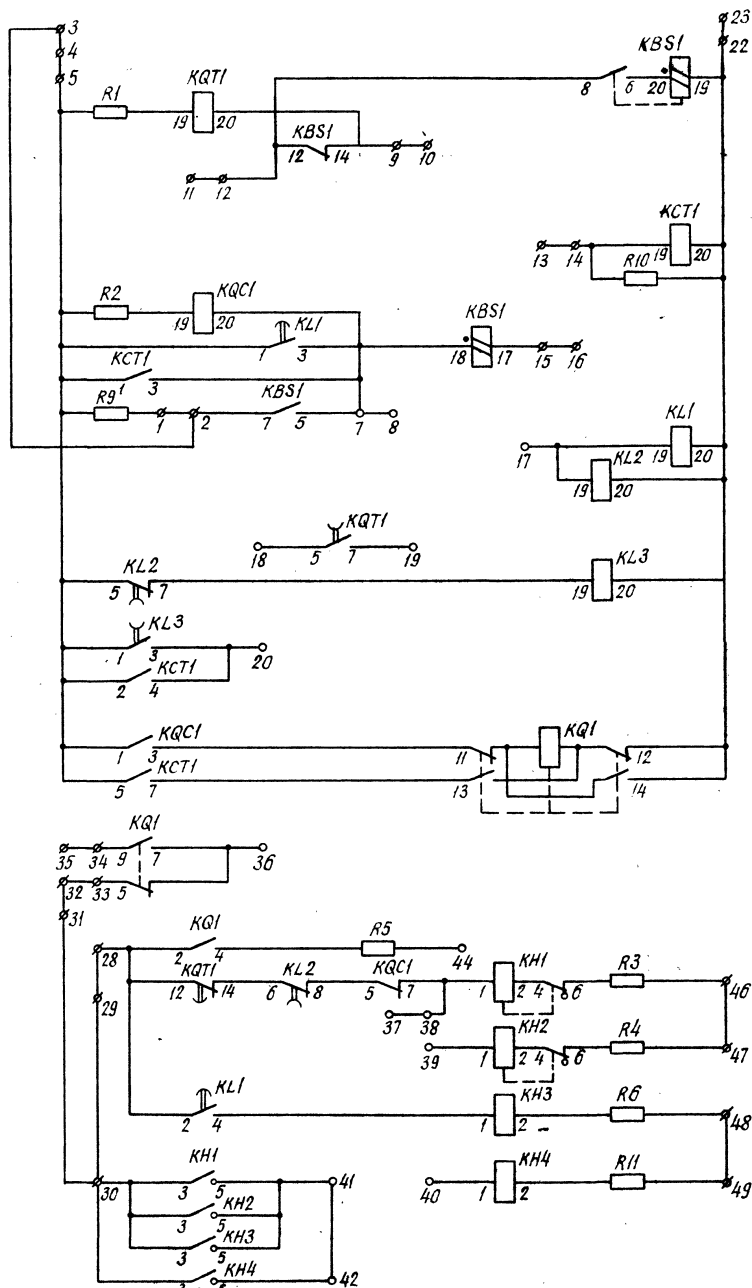 3 23
4 22
5 KBS1
R1 KQT1 8 6 20 19
19 20
KBS1
12 14 9 10
11 12
KCT1
13 14 19 20
R10
R2 KQC1
19 20 KL1 KBS1
1 3 18 17 15 16
KCT1
1 3
R9 KBS1
1 2 7 5 7 8 KL1
17 KL2 19 20
19 20
KQT1
18 5 7 19
KL2 KL3
5 7 19 20
KL3
1 3 20
KCT1
2 4
KQC1 KQ1
1 3 11 12
KCT1
5 7 13 14
KQ1
35 34 9 7 36
32 33 5
31
KQ1 R5
28 2 4 44
KQT1 KL2 KQC1 KH1 R3
12 14 6 8 5 7 1 2 4 6 46
29 37 38 KH2 R4
39 1 2 4 6 47
KL1 KH3 R6
2 4 1 2 48
KH1 KH4 R11
30 3 5 41 40 1 2 49
KH2
3 5
KH3
3 5
KH4
42